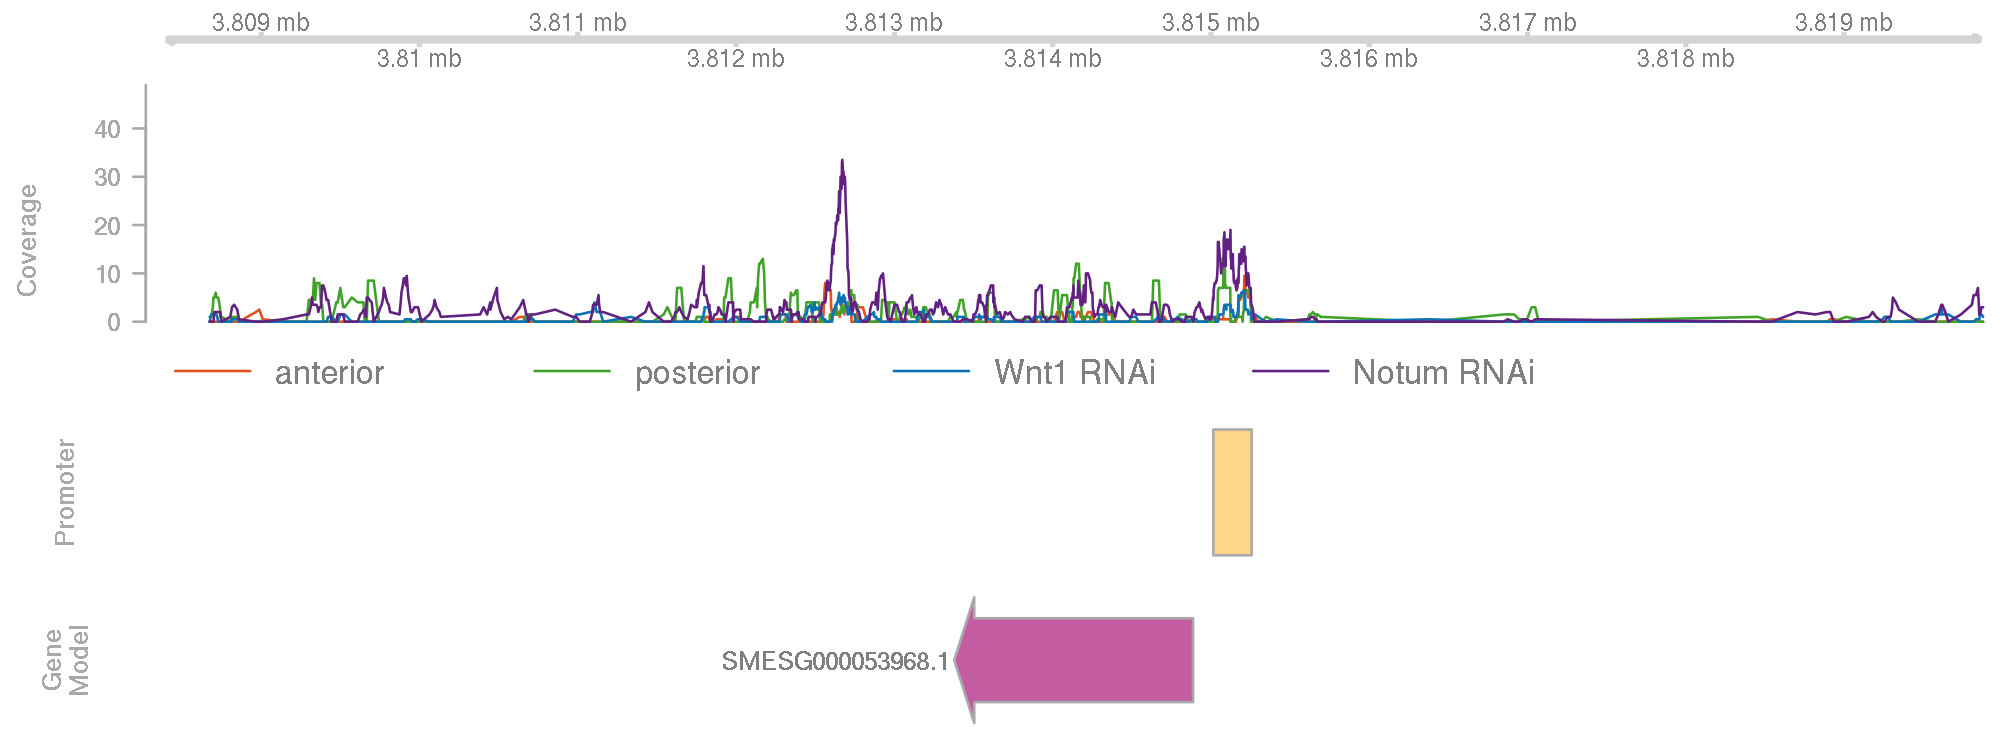 3.809 mb 3.811 mb 3.813 mb 3.815 mb 3.817 mb 3.819 mb
3.81 mb 3.812 mb 3.814 mb 3.816 mb 3.818 mb
Coverage
40
30
20
10
0
anterior posterior Wnt1 RNAi Notum RNAi
Promoter
Gene
Model
SMESG000053968.1